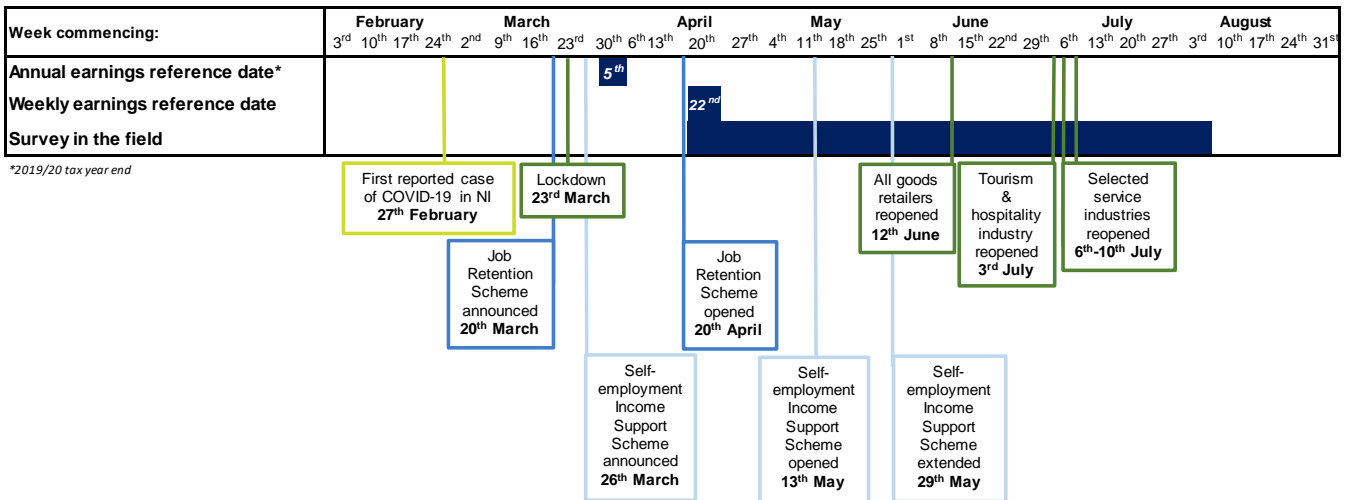 Week commencing:
February March April May June July August
3rd 10th 17th 24th 2nd 9th 16th 23rd 30th 6th 13th 20th 27th 4th 11th 18th 25th 1st 8th 15th 22nd 29th 6th 13th 20th 27th 3rd 10th 17th 24th 31st
Annual earnings reference date*
5th
Weekly earnings reference date
22nd
Survey in the field
*2019/20 tax year end
First reported case
of COVID-19 in NI
27th February
Lockdown
23rd March
All goods
retailers
reopened
12th June
Tourism
&
hospitality
industry
reopened
3rd July
Selected
service
industries
reopened
6th-10th July
Job
Retention
Scheme
announced
20th March
Job
Retention
Scheme
opened
20th April
Self-
employment
Income
Support
Scheme
announced
26th March
Self-
employment
Income
Support
Scheme
opened
13th May
Self-
employment
Income
Support
Scheme
extended
29th May